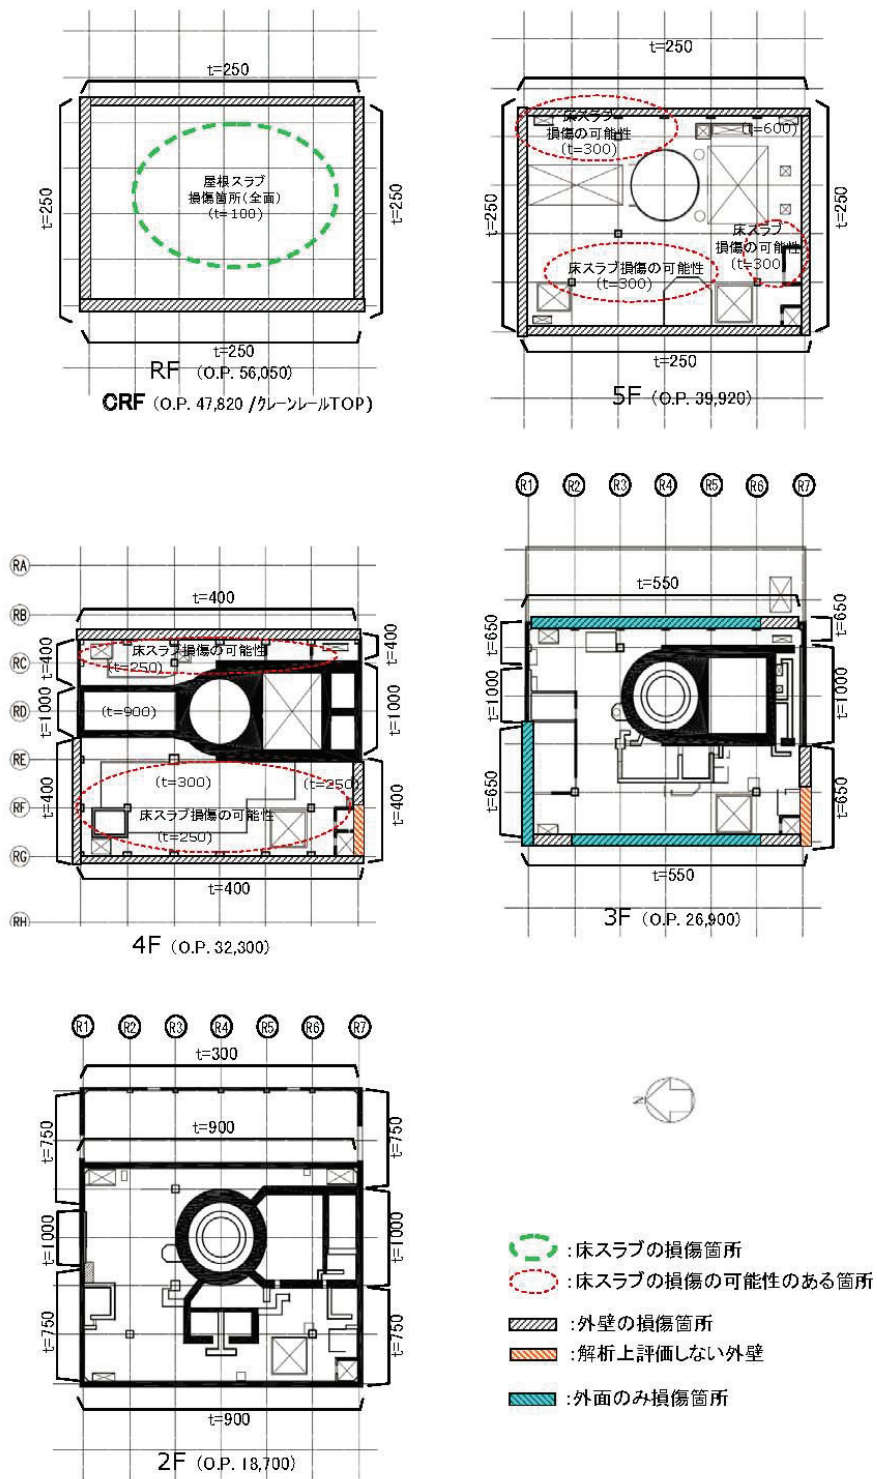 t=250
屋根スラブ
損傷箇所(全面)
(t=100)
t=250
t=250
t=250
RF (O.P. 56,050)
CRF (O.P. 47,820 /クレーンレールTOP)
t=250
床スラブ
損傷の可能性
(t=300)
(t=600)
t=250
t=250
床スラブ
損傷の可能性
(t=300)
床スラブ損傷の可能性
(t=300)
t=250
5F (O.P. 39,920)
RA
RB
RC
RD
RE
RF
RG
RH
t=400
t=400
t=1000
t=400
床スラブ損傷の可能性
(t=250)
(t=900)
(t=300)
(t=250)
床スラブ損傷の可能性
(t=250)
t=400
t=1000
t=400
t=400
4F (O.P. 32,300)
R1 R2 R3 R4 R5 R6 R7
t=550
t=650
t=1000
t=650
t=650
t=1000
t=650
t=550
3F (O.P. 26,900)
R1 R2 R3 R4 R5 R6 R7
t=300
t=750
t=900
t=750
t=1000
t=1000
t=750
t=750
t=900
2F (O.P. 18,700)
N
:床スラブの損傷箇所
:床スラブの損傷の可能性のある箇所
:外壁の損傷箇所
:解析上評価しない外壁
:外面のみ損傷箇所